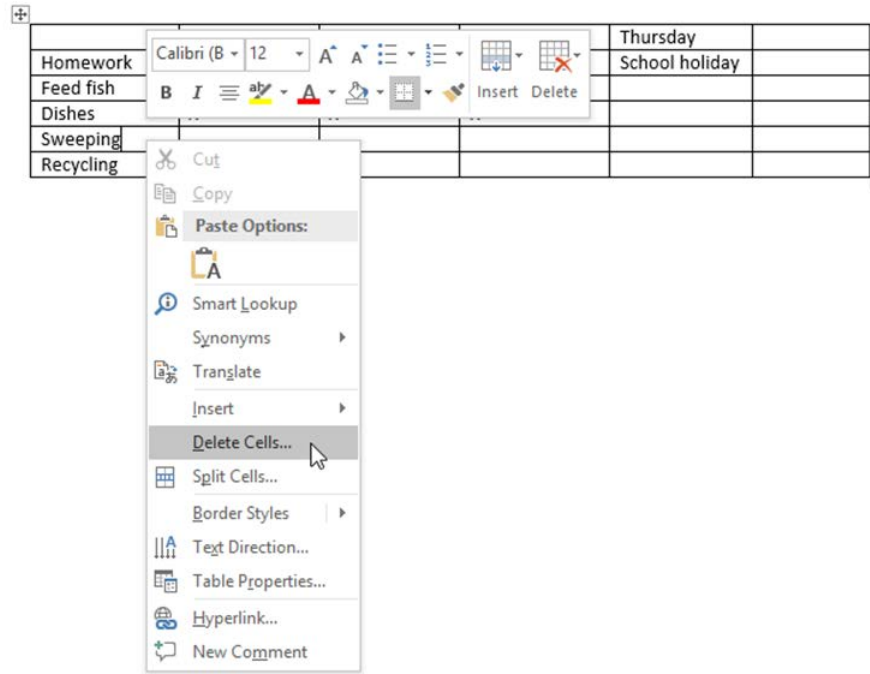 Thursday
Homework School holiday
Feed fish
Dishes
Sweeping
Recycling
Calibri (B 12 A A
B I ab A Insert Delete
Cut
Copy
Paste Options:
A
Smart Lookup
Synonyms
Translate
Insert
Delete Cells...
Split Cells...
Border Styles
Text Direction...
Table Properties...
Hyperlink...
New Comment